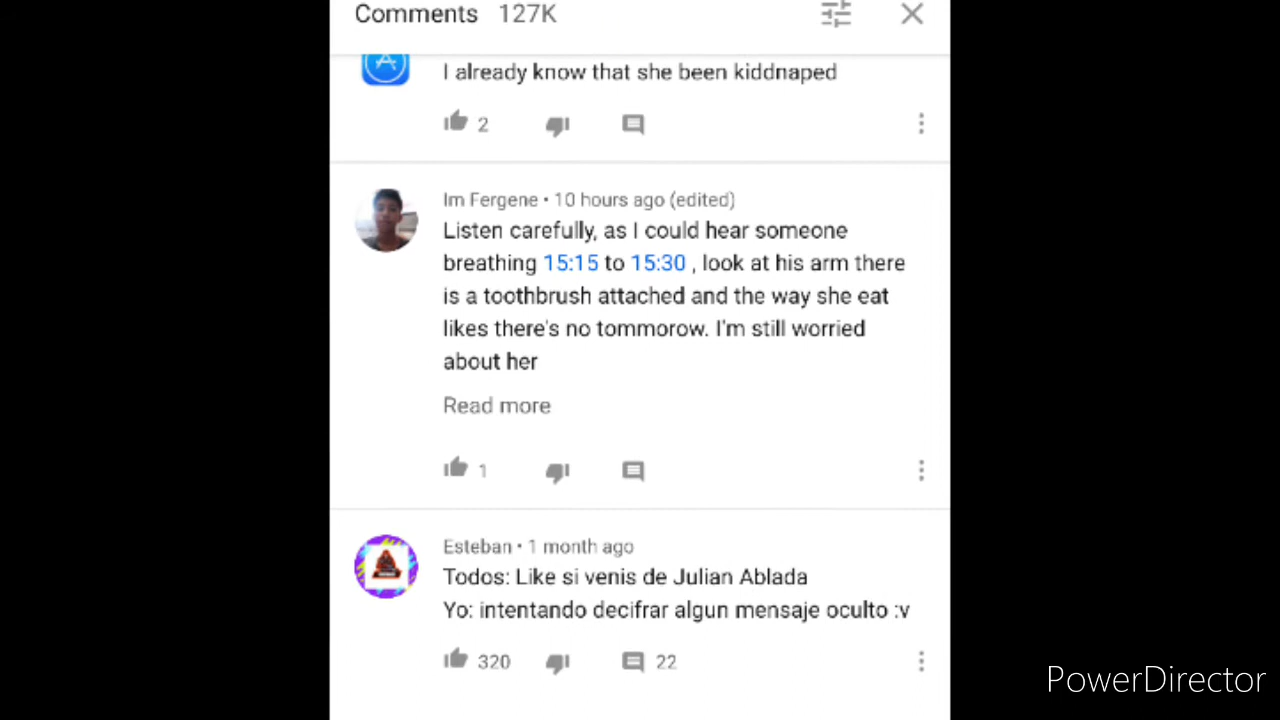 Comments 127K
I already know that she been kiddnaped
2
Im Fergene • 10 hours ago (edited)
Listen carefully, as I could hear someone
breathing 15:15 to 15:30 , look at his arm there
is a toothbrush attached and the way she eat
likes there's no tommorow. I'm still worried
about her
Read more
1
Esteban • 1 month ago
Todos: Like si venis de Julian Ablada
Yo: intentando decifrar algun mensaje oculto :v
320 22
PowerDirector